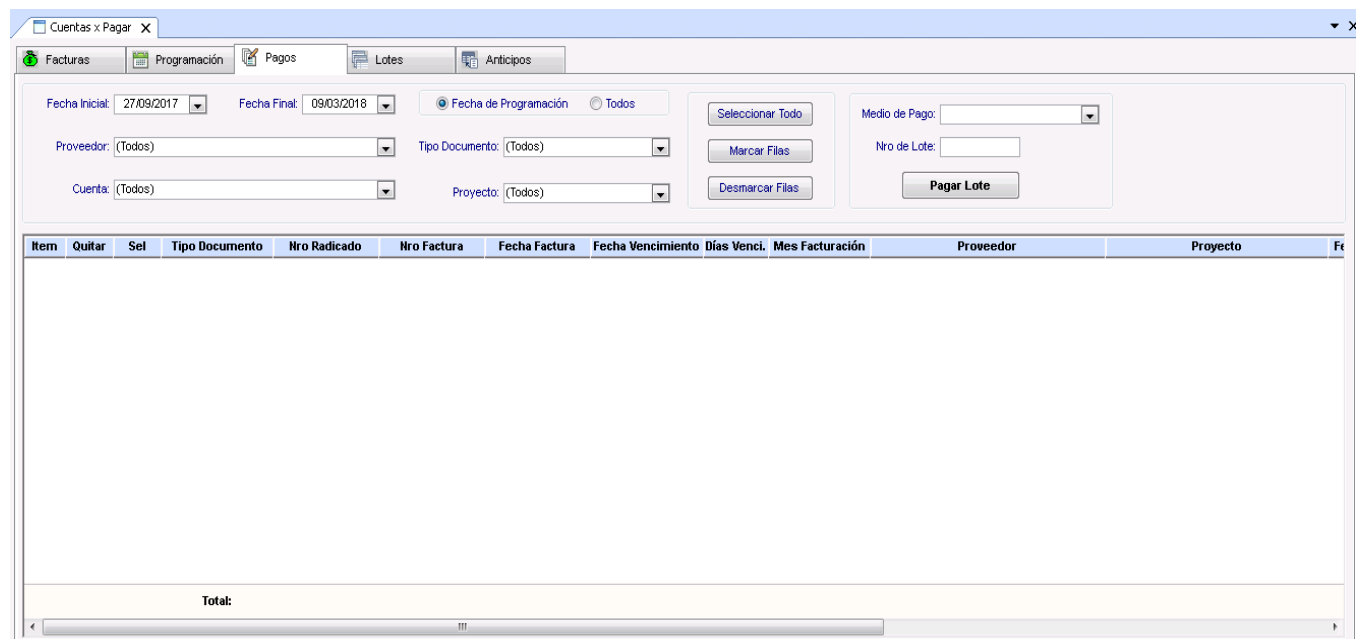 Cuentas x Pagar
Facturas Programación Pagos Lotes Anticipos
Fecha Inicial: 27/09/2017 Fecha Final: 09/03/2018 Fecha de Programación Todos
Seleccionar Todo Medio de Pago:
Proveedor: (Todos) Tipo Documento: (Todos) Marcar Filas Nro de Lote:
Cuenta: (Todos) Proyecto: (Todos) Desmarcar Filas Pagar Lote
Item Quitar Sel Tipo Documento Nro Radicado Nro Factura Fecha Factura Fecha Vencimiento Días Venci. Mes Facturación Proveedor Proyecto Fe
Total: